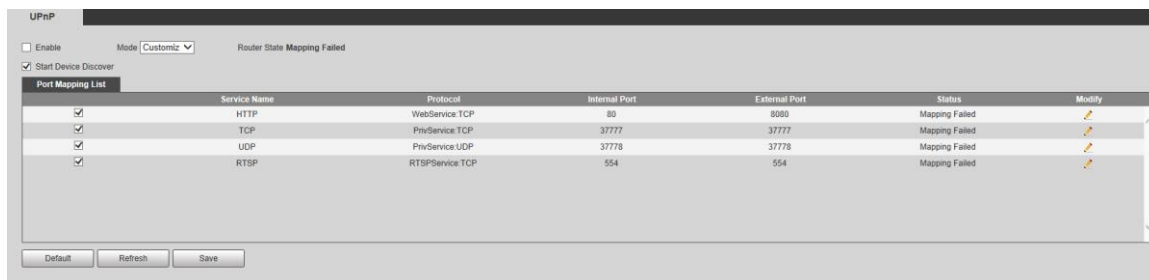 UPnP
Enable Mode Customiz Router State Mapping Failed
Start Device Discover
Port Mapping List
Service Name Protocol Internal Port External Port Status Modify
HTTP WebService:TCP 80 8080 Mapping Failed
TCP PrivService:TCP 37777 37777 Mapping Failed
UDP PrivService:UDP 37778 37778 Mapping Failed
RTSP RTSPService:TCP 554 554 Mapping Failed
Default Refresh Save